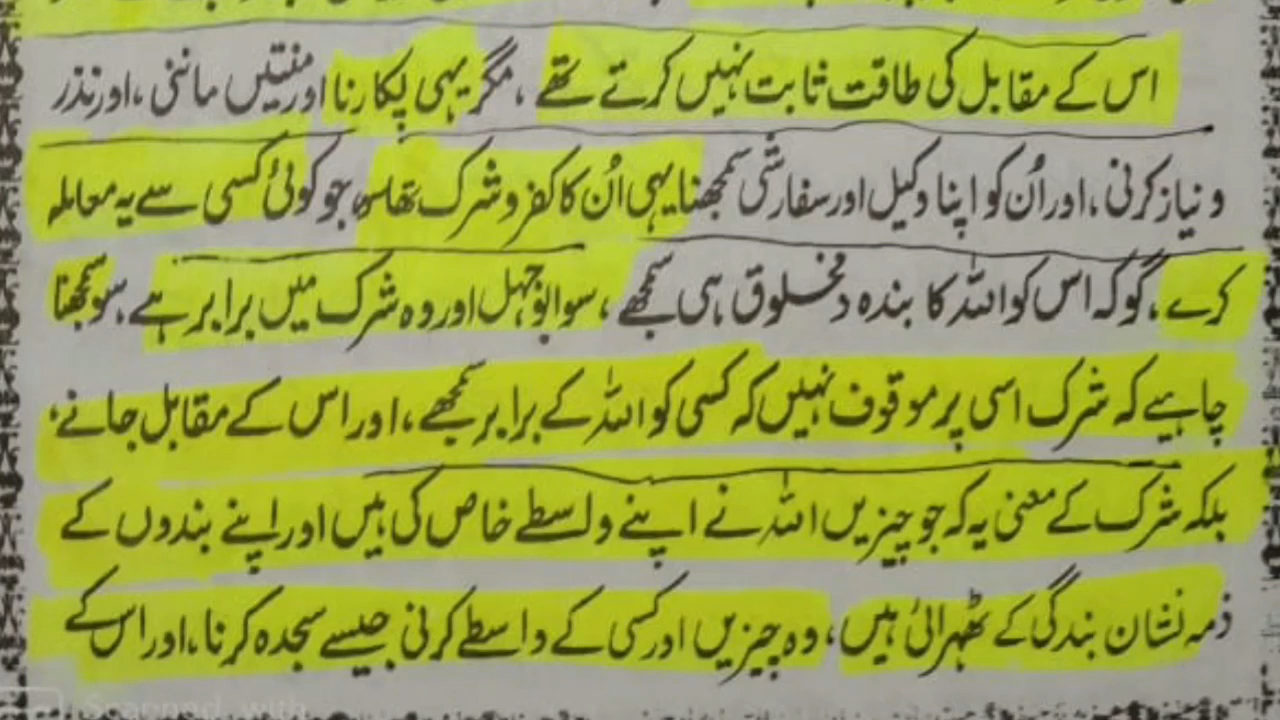 اس کے مقابل کی طاقت ثابت نہیں کرتے تھے ، مگر یہی پکارنا اور منتیں ماننی ، اور نذر
و نیاز کرنی ، اور اُن کو اپنا وکیل اور سفارشی سمجھنا یہی اُن کا کفر و شرک تھا سو جو کوئی کسی سے یہ معاملہ
کرے ، گو کہ اس کو اللہ کا بندہ و مخلوق ہی سمجھے ، سو ابوجہل اور وہ شرک میں برابر ہے ، سو سمجھنا
چاہیے کہ شرک اسی پر موقوف نہیں کہ کسی کو اللہ کے برابر سمجھے ، اور اس کے مقابل جانے ،
بلکہ شرک کے معنی یہ کہ جو چیزیں اللہ نے اپنے واسطے خاص کی ہیں اور اپنے بندوں کے
ذمہ نشان بندگی کے ٹھہرائی ہیں ، وہ چیزیں اور کسی کے واسطے کرنی جیسے سجدہ کرنا ، اور اس کے
Scanned with